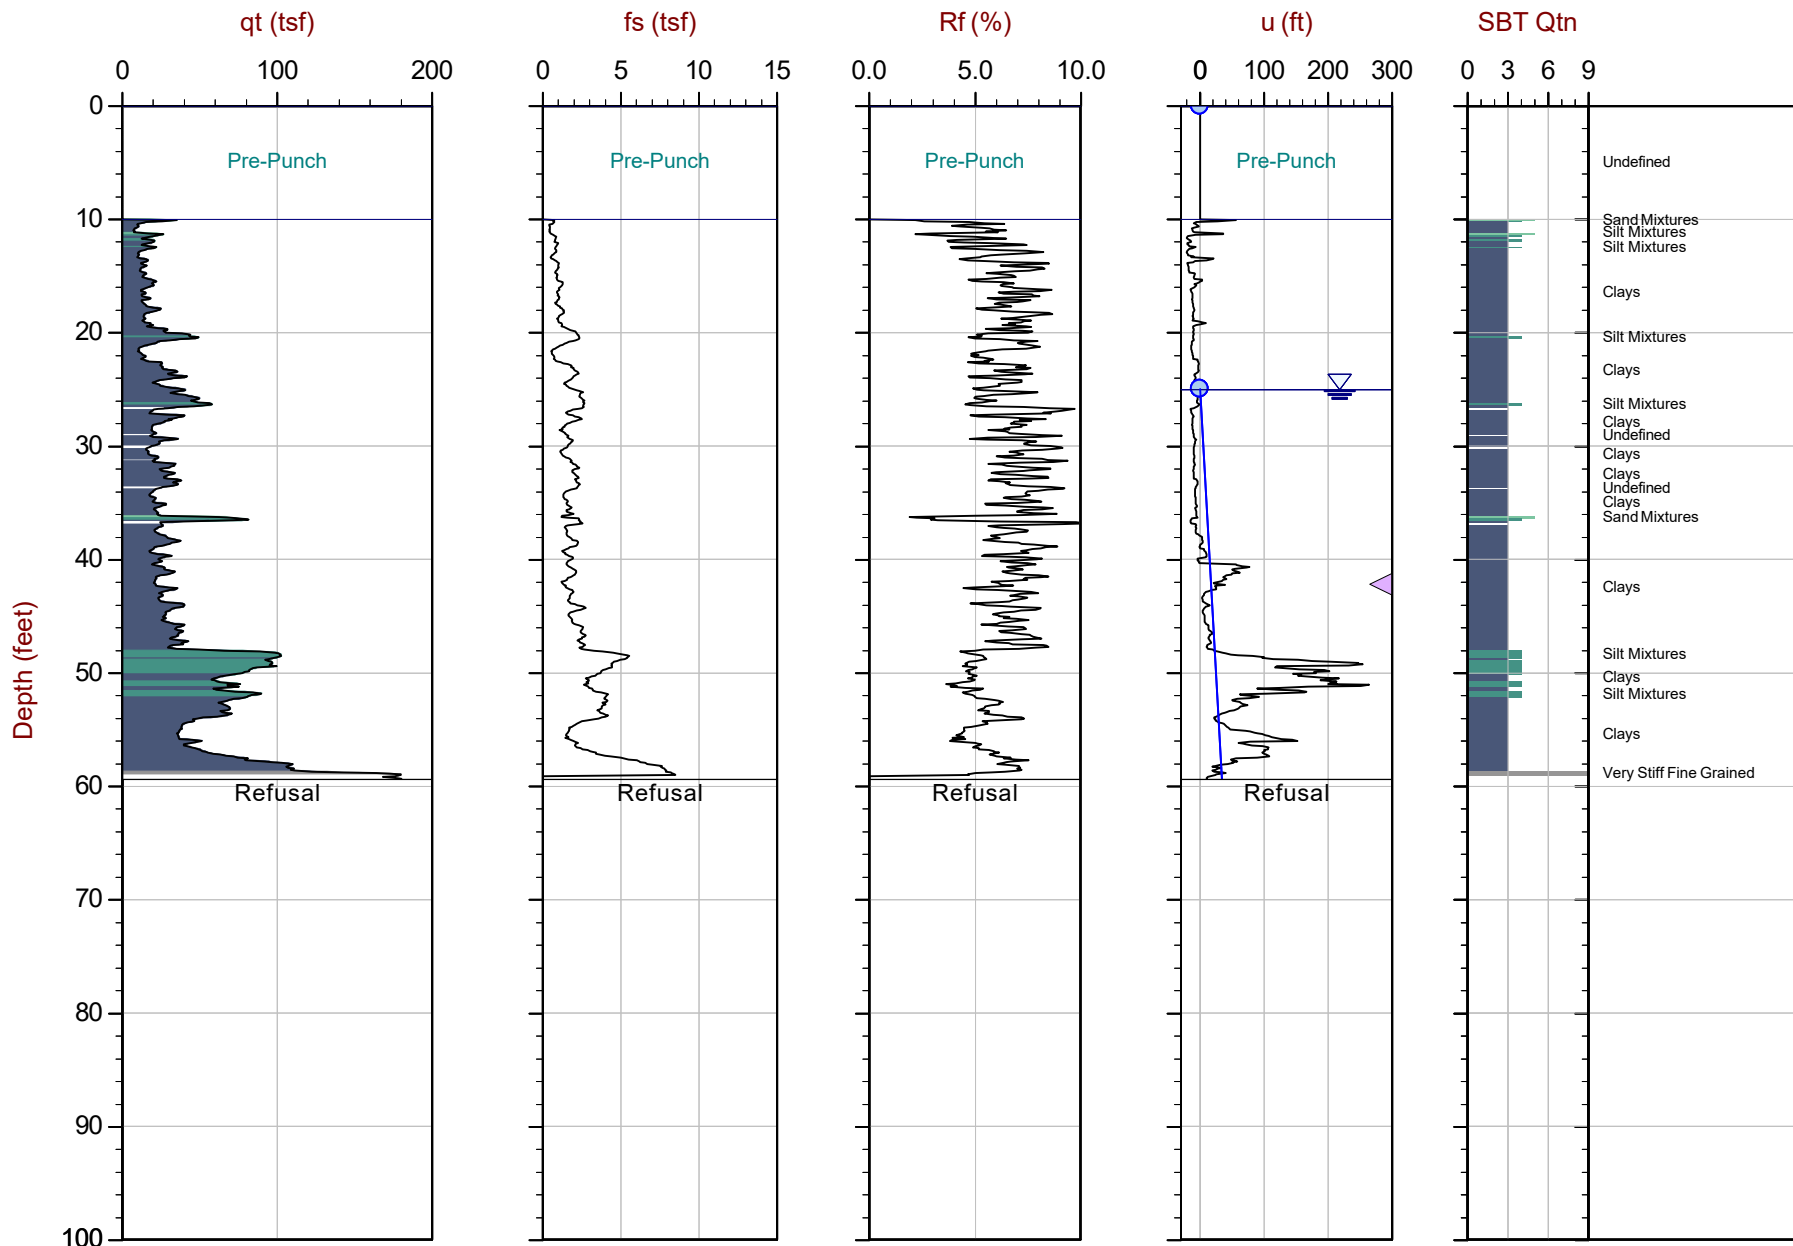 qt (tsf)
fs (tsf)
Rf (%)
u (ft)
SBT Qtn
0 100 200
0 5 10 15
0.0 5.0 10.0
0 100 200 300
0 3 6 9
0
Pre-Punch
Pre-Punch
Pre-Punch
Pre-Punch
Undefined
10
Sand Mixtures
Silt Mixtures
Silt Mixtures
Clays
20
Silt Mixtures
Clays
Silt Mixtures
Clays
Undefined
30
Clays
Clays
Undefined
Clays
Sand Mixtures
40
Clays
Depth (feet)
50
Silt Mixtures
Clays
Silt Mixtures
Clays
Very Stiff Fine Grained
60
Refusal
Refusal
Refusal
Refusal
70
80
90
100